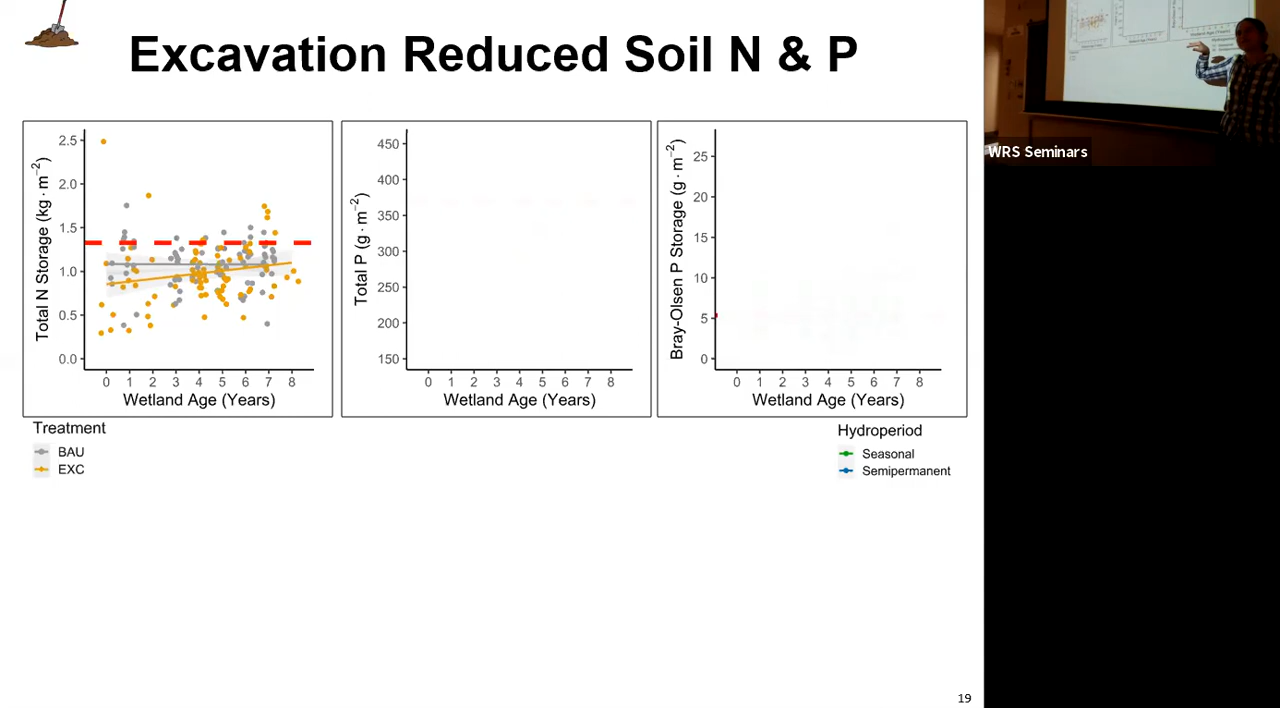 Excavation Reduced Soil N & P
WRS Seminars
Total N Storage (kg · m⁻²)
2.5
2.0
1.5
1.0
0.5
0.0
0 1 2 3 4 5 6 7 8
Wetland Age (Years)
Total P (g · m⁻²)
450
400
350
300
250
200
150
0 1 2 3 4 5 6 7 8
Wetland Age (Years)
Bray-Olsen P Storage (g · m⁻²)
25
20
15
10
5
0
0 1 2 3 4 5 6 7 8
Wetland Age (Years)
Treatment
BAU
EXC
Hydroperiod
Seasonal
Semipermanent
19